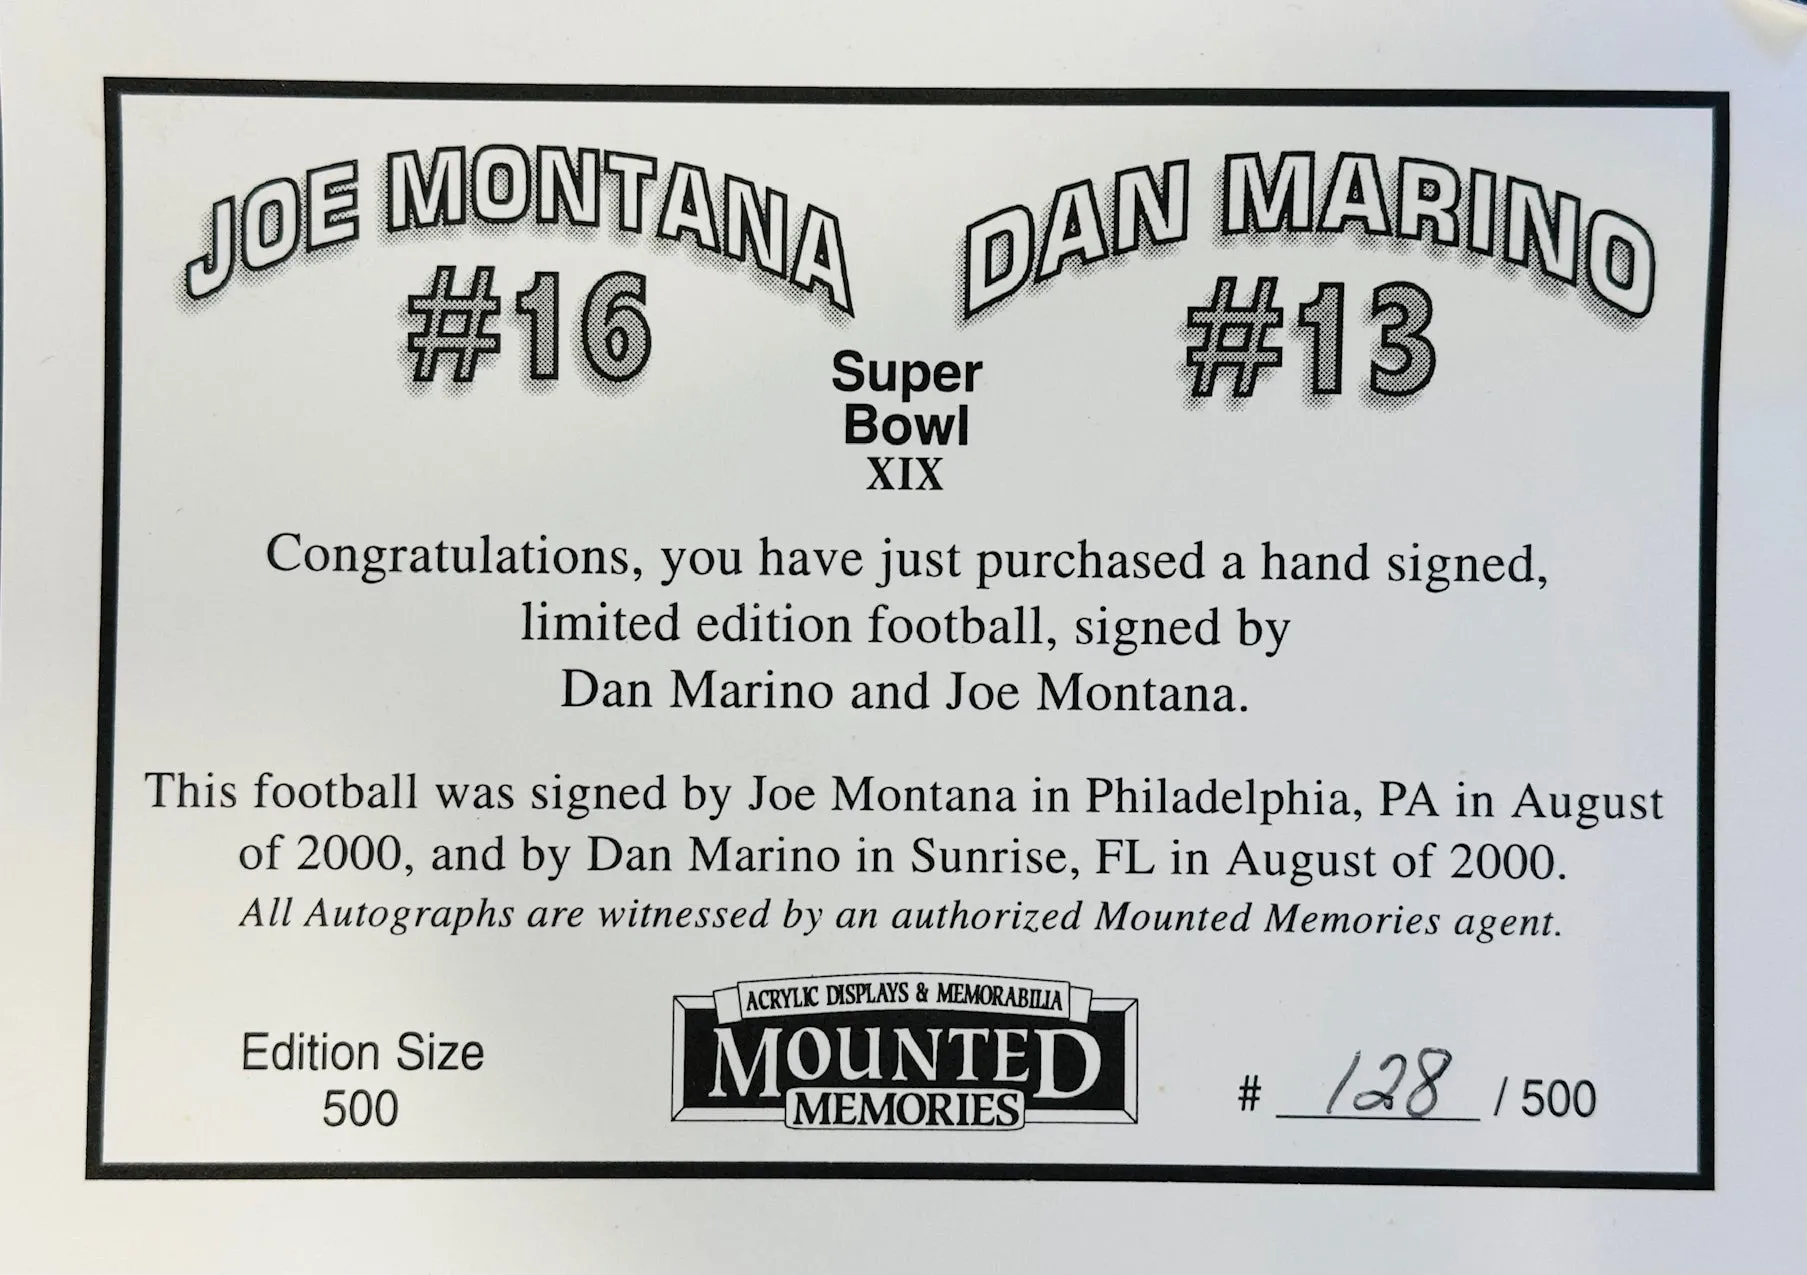 JOE MONTANA
#16
DAN MARINO
#13
Super
Bowl
XIX
Congratulations, you have just purchased a hand signed,
limited edition football, signed by
Dan Marino and Joe Montana.
This football was signed by Joe Montana in Philadelphia, PA in August
of 2000, and by Dan Marino in Sunrise, FL in August of 2000.
All Autographs are witnessed by an authorized Mounted Memories agent.
Edition Size
500
ACRYLIC DISPLAYS & MEMORABILIA
MOUNTED
MEMORIES
# 128 / 500